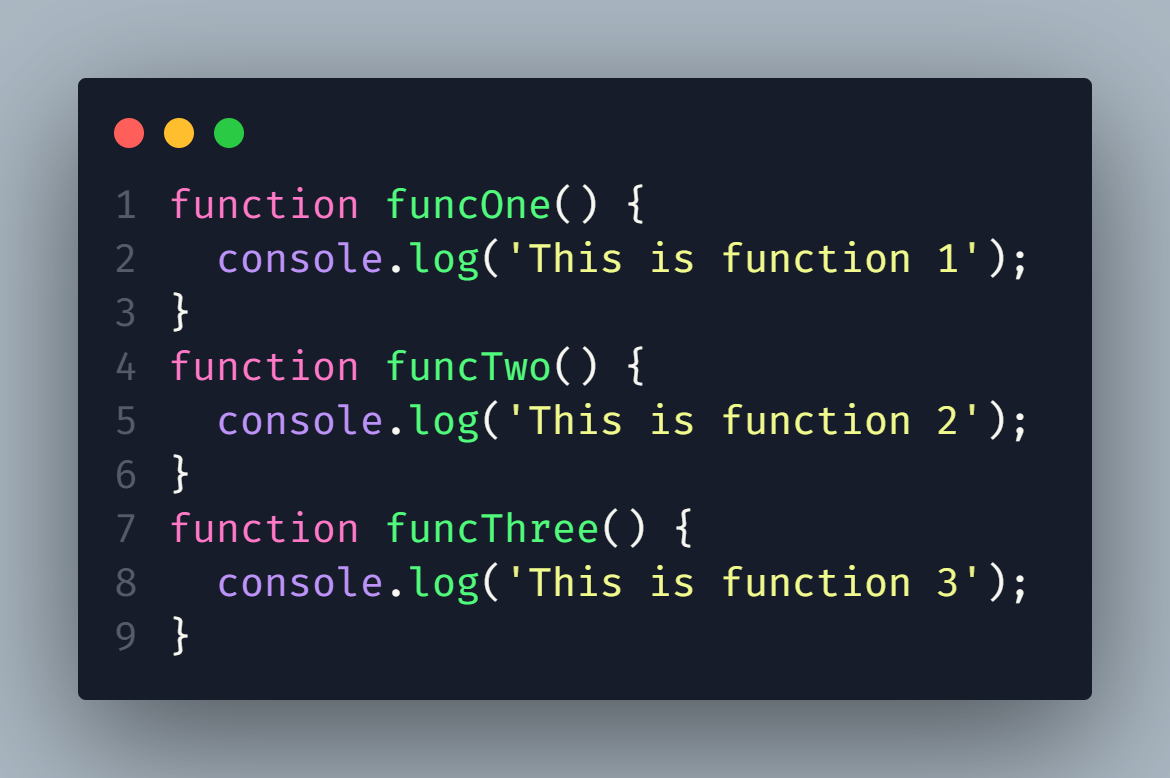 1 function funcOne() {
2   console.log('This is function 1');
3 }
4 function funcTwo() {
5   console.log('This is function 2');
6 }
7 function funcThree() {
8   console.log('This is function 3');
9 }